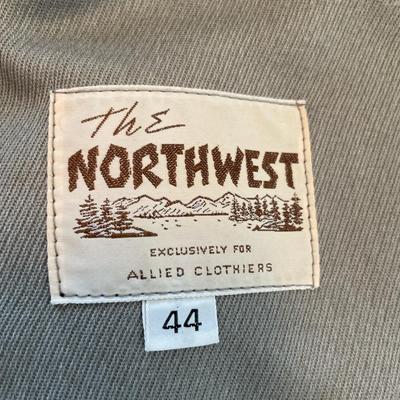 The
NORTHWEST
EXCLUSIVELY FOR
ALLIED CLOTHIERS
44